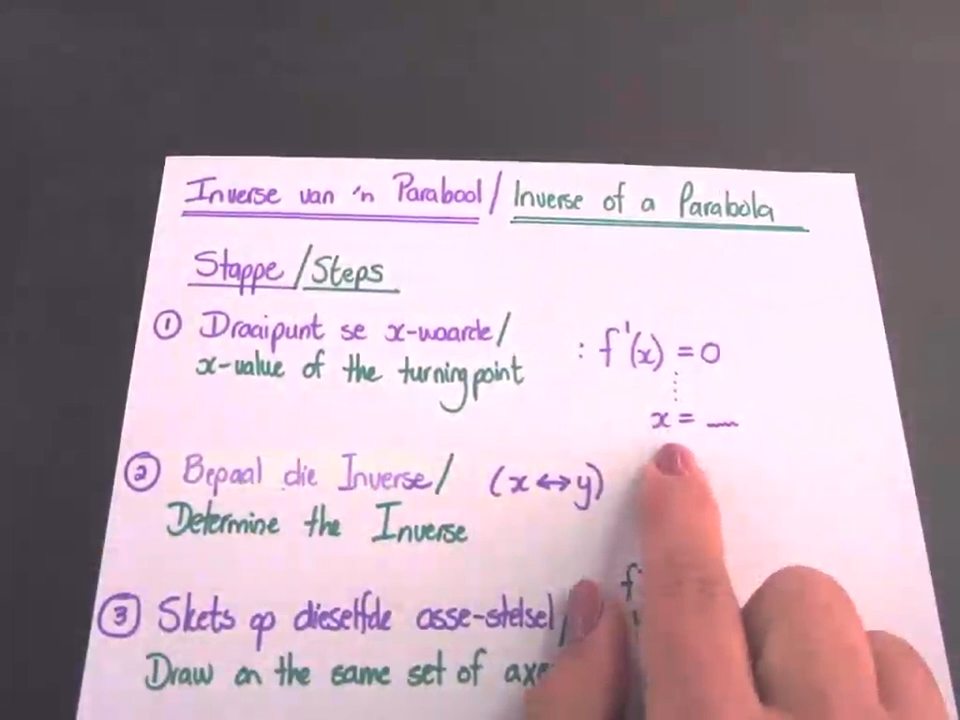 Inverse van 'n Parabool / Inverse of a Parabola
Stappe / Steps
① Draaipunt se x-waarde /
x-value of the turning point
: f'(x) = 0
x = __
② Bepaal die Inverse / (x ↔ y)
Determine the Inverse
③ Skets op dieselfde asse-stelsel /
Draw on the same set of